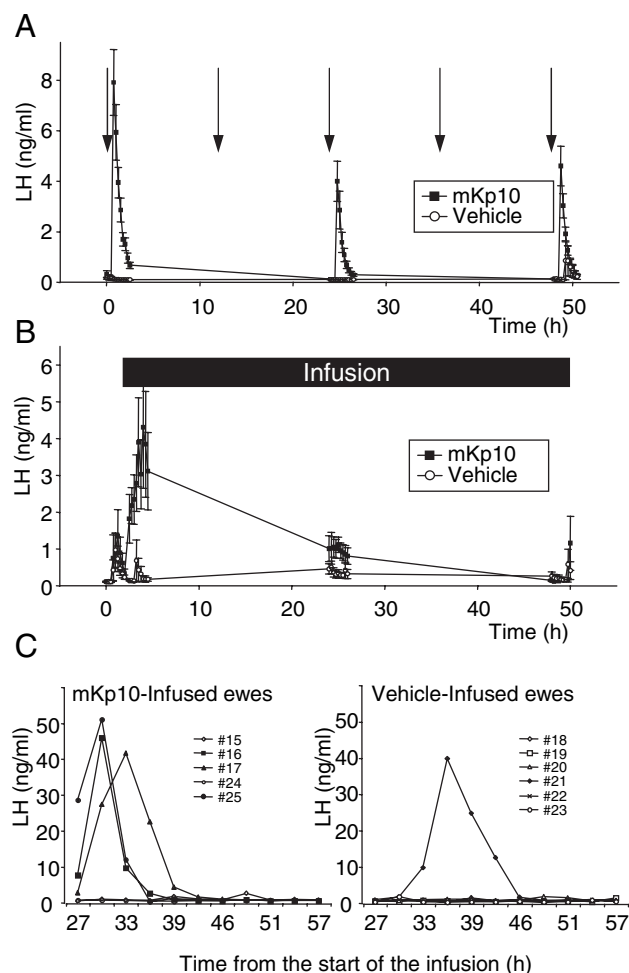 A
LH (ng/ml)
8
6
4
2
0
mKp10
Vehicle
0 10 20 30 40 50
Time (h)
B
Infusion
LH (ng/ml)
6
5
4
3
2
1
0
mKp10
Vehicle
0 10 20 30 40 50
Time (h)
C
mKp10-Infused ewes
LH (ng/ml)
50
40
30
20
10
0
#15
#16
#17
#24
#25
27 33 39 46 51 57
Vehicle-Infused ewes
LH (ng/ml)
50
40
30
20
10
0
#18
#19
#20
#21
#22
#23
27 33 39 46 51 57
Time from the start of the infusion (h)